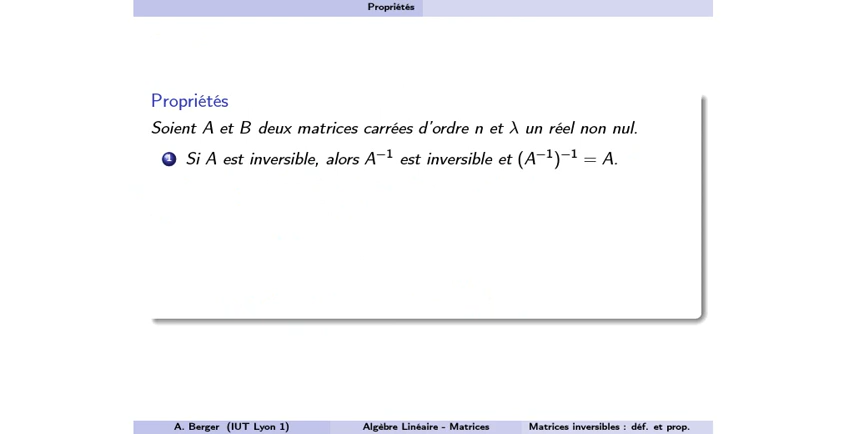 Propriétés
Propriétés
Soient A et B deux matrices carrées d'ordre n et λ un réel non nul.
1 Si A est inversible, alors A⁻¹ est inversible et (A⁻¹)⁻¹ = A.
A. Berger (IUT Lyon 1) Algèbre Linéaire - Matrices Matrices inversibles : déf. et prop.